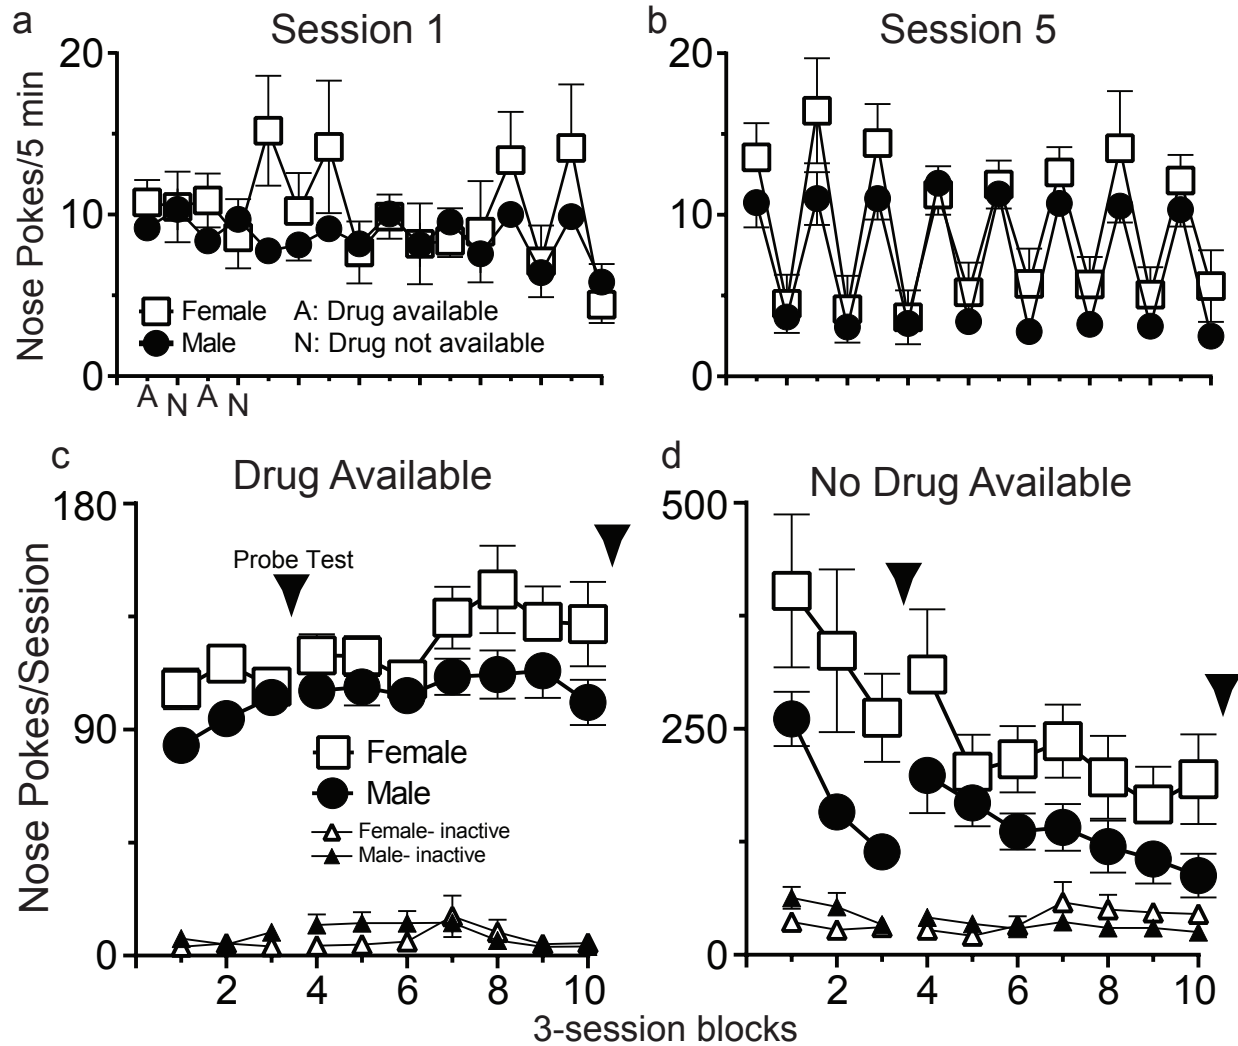 a
Session 1
b
Session 5
Nose Pokes/5 min
20
10
0
Female
A: Drug available
Male
N: Drug not available
A
N
A
N
20
10
0
c
Drug Available
d
No Drug Available
Nose Pokes/Session
180
90
0
Probe Test
Female
Male
Female- inactive
Male- inactive
2
4
6
8
10
500
250
0
2
4
6
8
10
3-session blocks